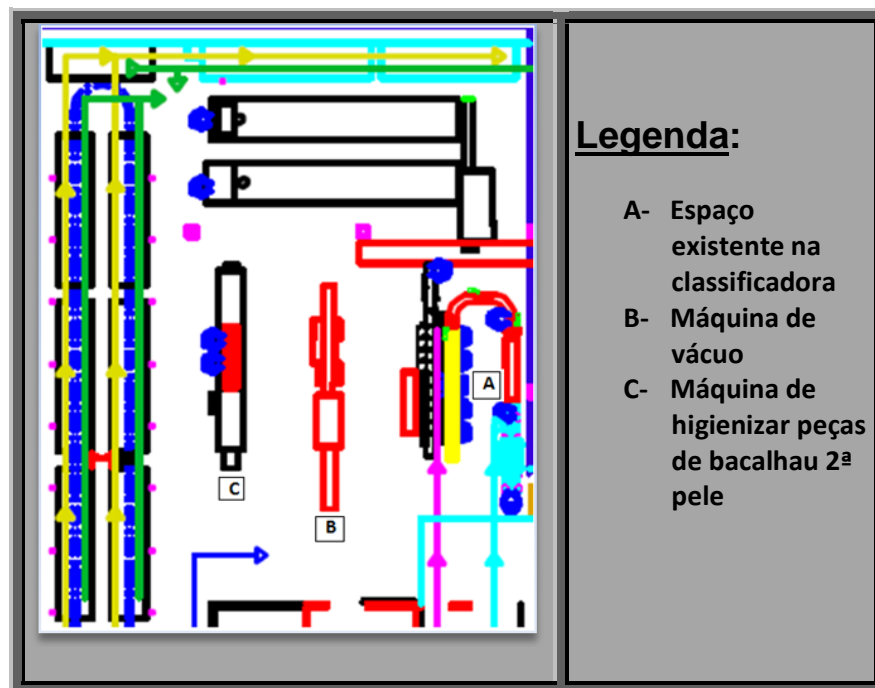 Legenda:
A- Espaço
existente na
classificadora
B- Máquina de
vácuo
C- Máquina de
higienizar peças
de bacalhau 2ª
pele
A
C
B